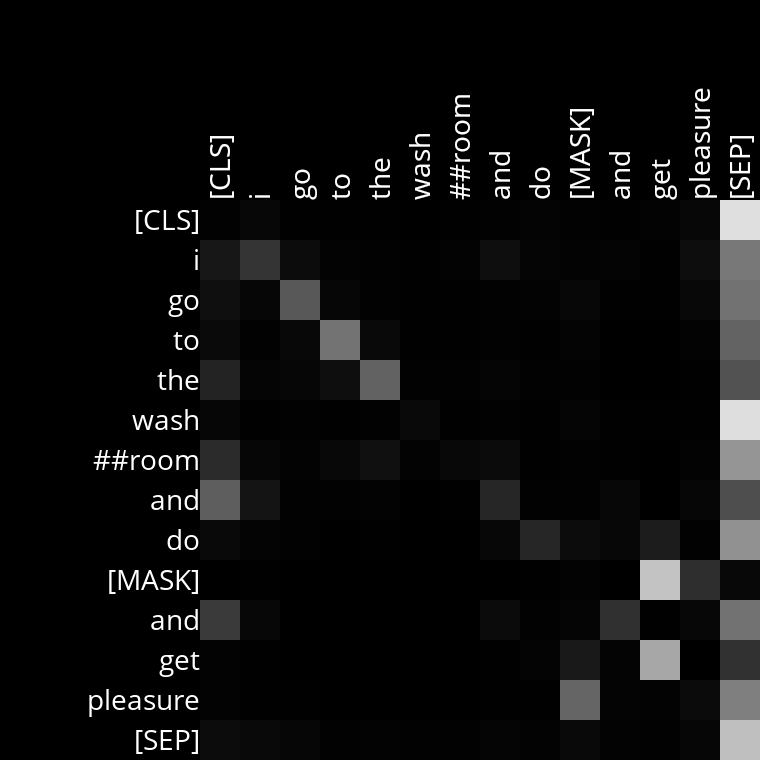 [CLS] i go to the wash ##room and do [MASK] and get pleasure [SEP]
[CLS]
i
go
to
the
wash
##room
and
do
[MASK]
and
get
pleasure
[SEP]